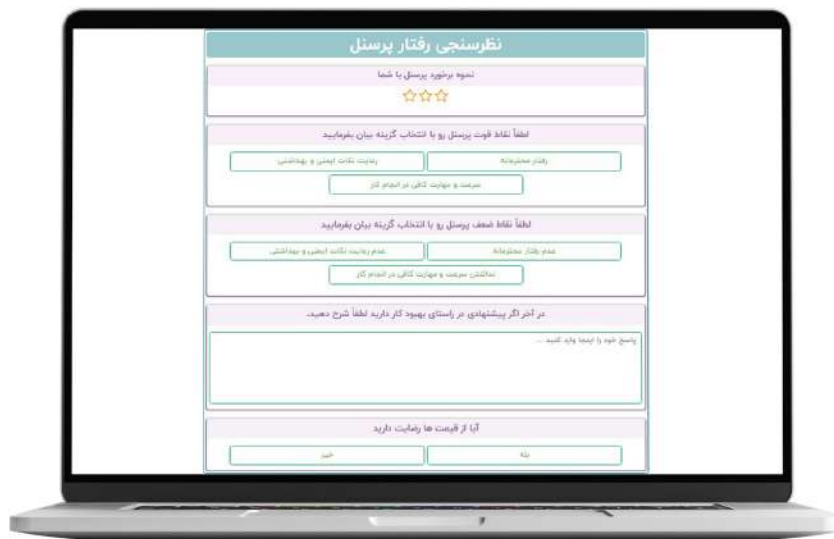 نظرسنجی رفتار پرسنل
نحوه برخورد پرسنل با شما
لطفاً نقاط قوت پرسنل رو با انتخاب گزینه بیان بفرمایید
رفتار محترمانه
رعایت نکات ایمنی و بهداشتی
سرعت و مهارت کافی در انجام کار
لطفاً نقاط ضعف پرسنل رو با انتخاب گزینه بیان بفرمایید
عدم رفتار محترمانه
عدم رعایت نکات ایمنی و بهداشتی
نداشتن سرعت و مهارت کافی در انجام کار
در آخر اگر پیشنهادی در راستای بهبود کار دارید لطفاً شرح دهید.
پاسخ خود را اینجا وارد کنید ...
آیا از قیمت ها رضایت دارید
بله
خیر